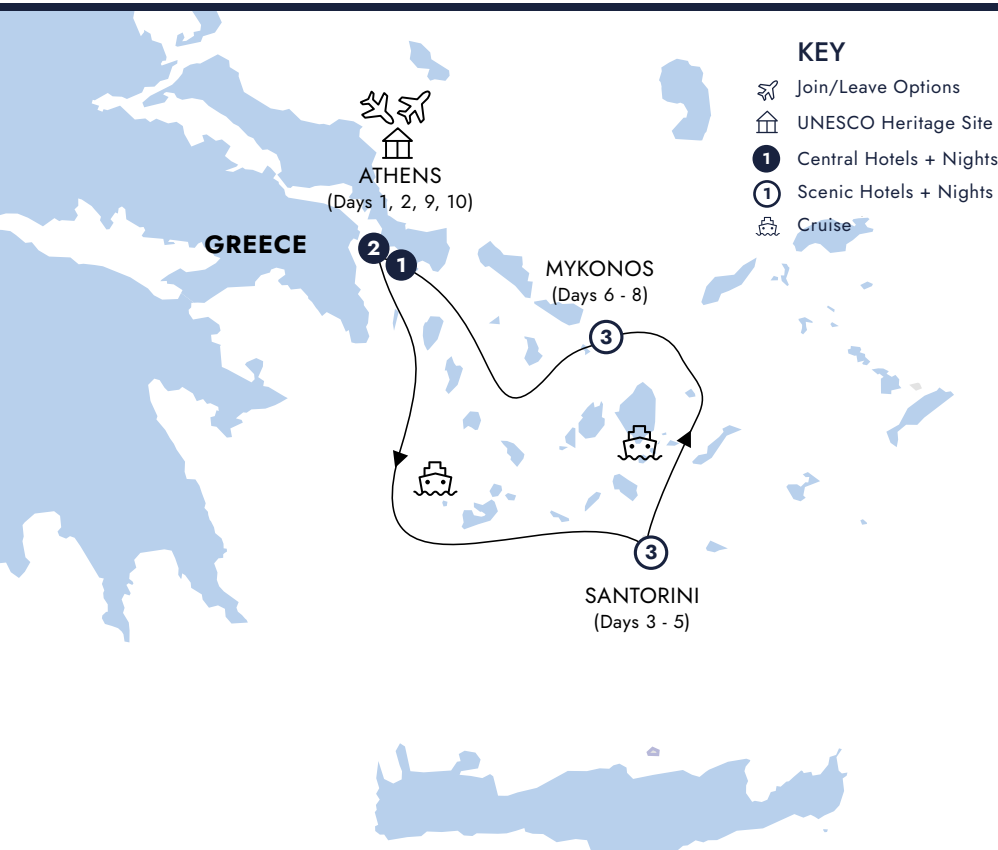 KEY
Join/Leave Options
UNESCO Heritage Site
1 Central Hotels + Nights
1 Scenic Hotels + Nights
Cruise
ATHENS
(Days 1, 2, 9, 10)
GREECE
2
1
MYKONOS
(Days 6 - 8)
3
3
SANTORINI
(Days 3 - 5)